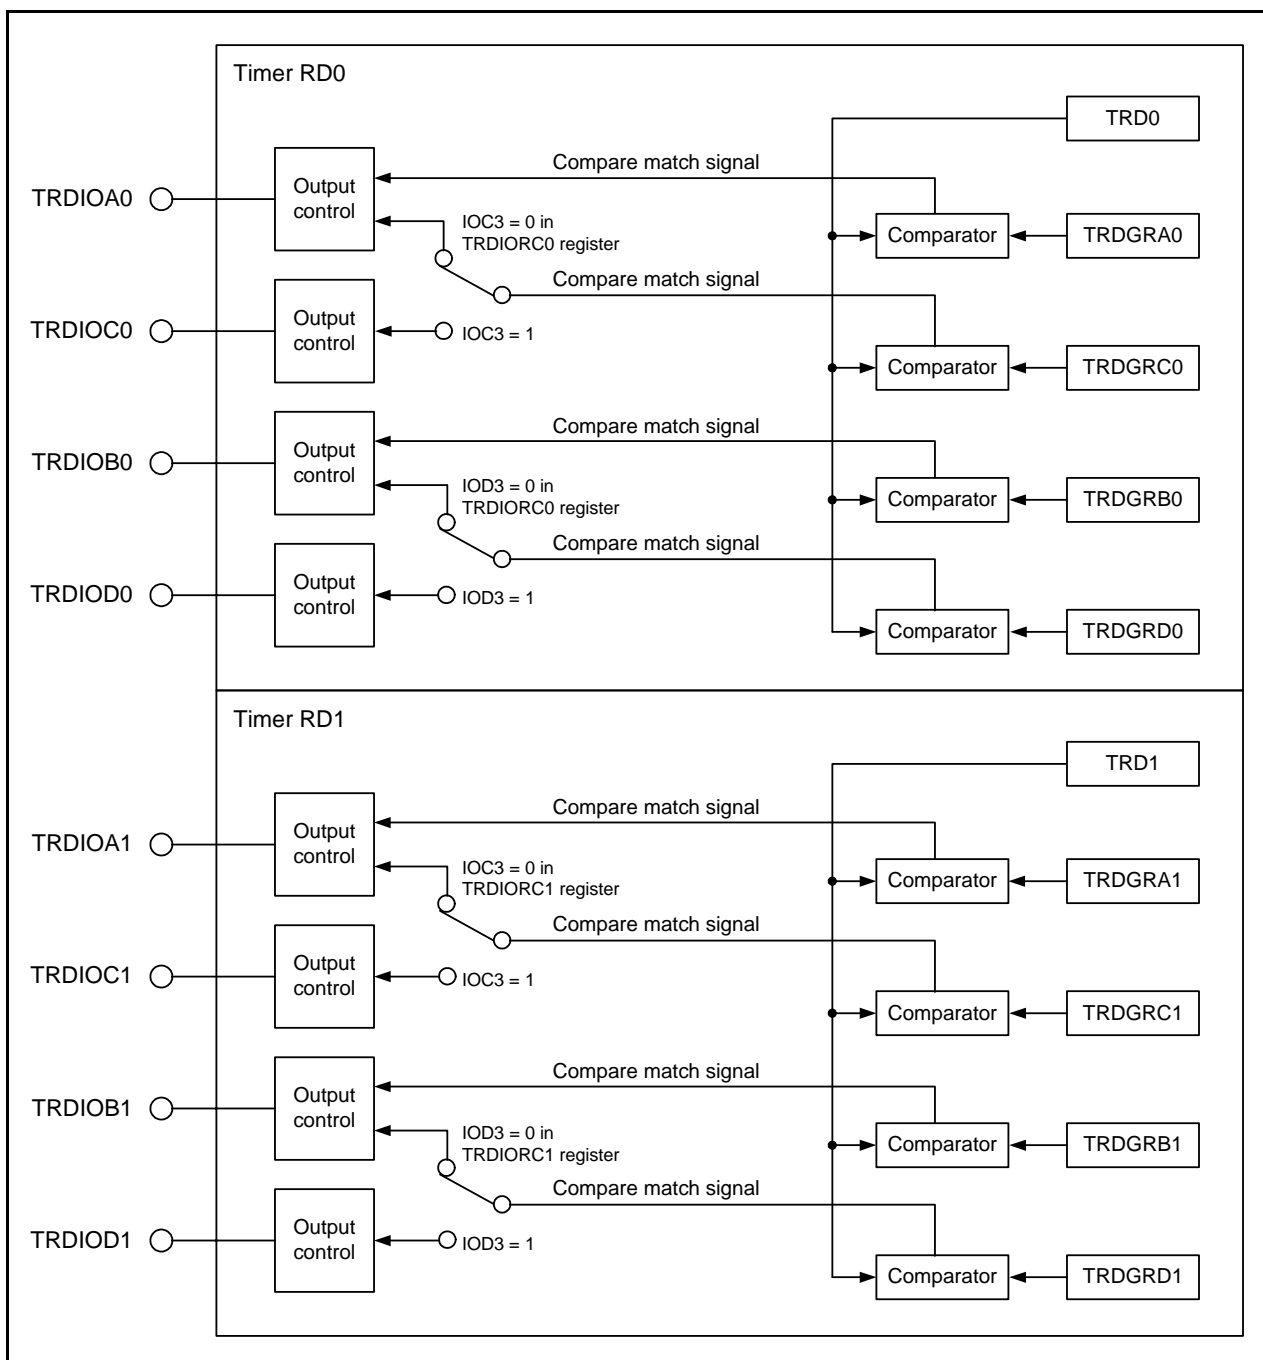 Timer RD0
TRD0
Compare match signal
Output
control
TRDIOA0
IOC3 = 0 in
TRDIORC0 register
Comparator
TRDGRA0
Compare match signal
Output
control
TRDIOC0
IOC3 = 1
Comparator
TRDGRC0
Compare match signal
Output
control
TRDIOB0
IOD3 = 0 in
TRDIORC0 register
Comparator
TRDGRB0
Compare match signal
Output
control
TRDIOD0
IOD3 = 1
Comparator
TRDGRD0
Timer RD1
TRD1
Compare match signal
Output
control
TRDIOA1
IOC3 = 0 in
TRDIORC1 register
Comparator
TRDGRA1
Compare match signal
Output
control
TRDIOC1
IOC3 = 1
Comparator
TRDGRC1
Compare match signal
Output
control
TRDIOB1
IOD3 = 0 in
TRDIORC1 register
Comparator
TRDGRB1
Compare match signal
Output
control
TRDIOD1
IOD3 = 1
Comparator
TRDGRD1